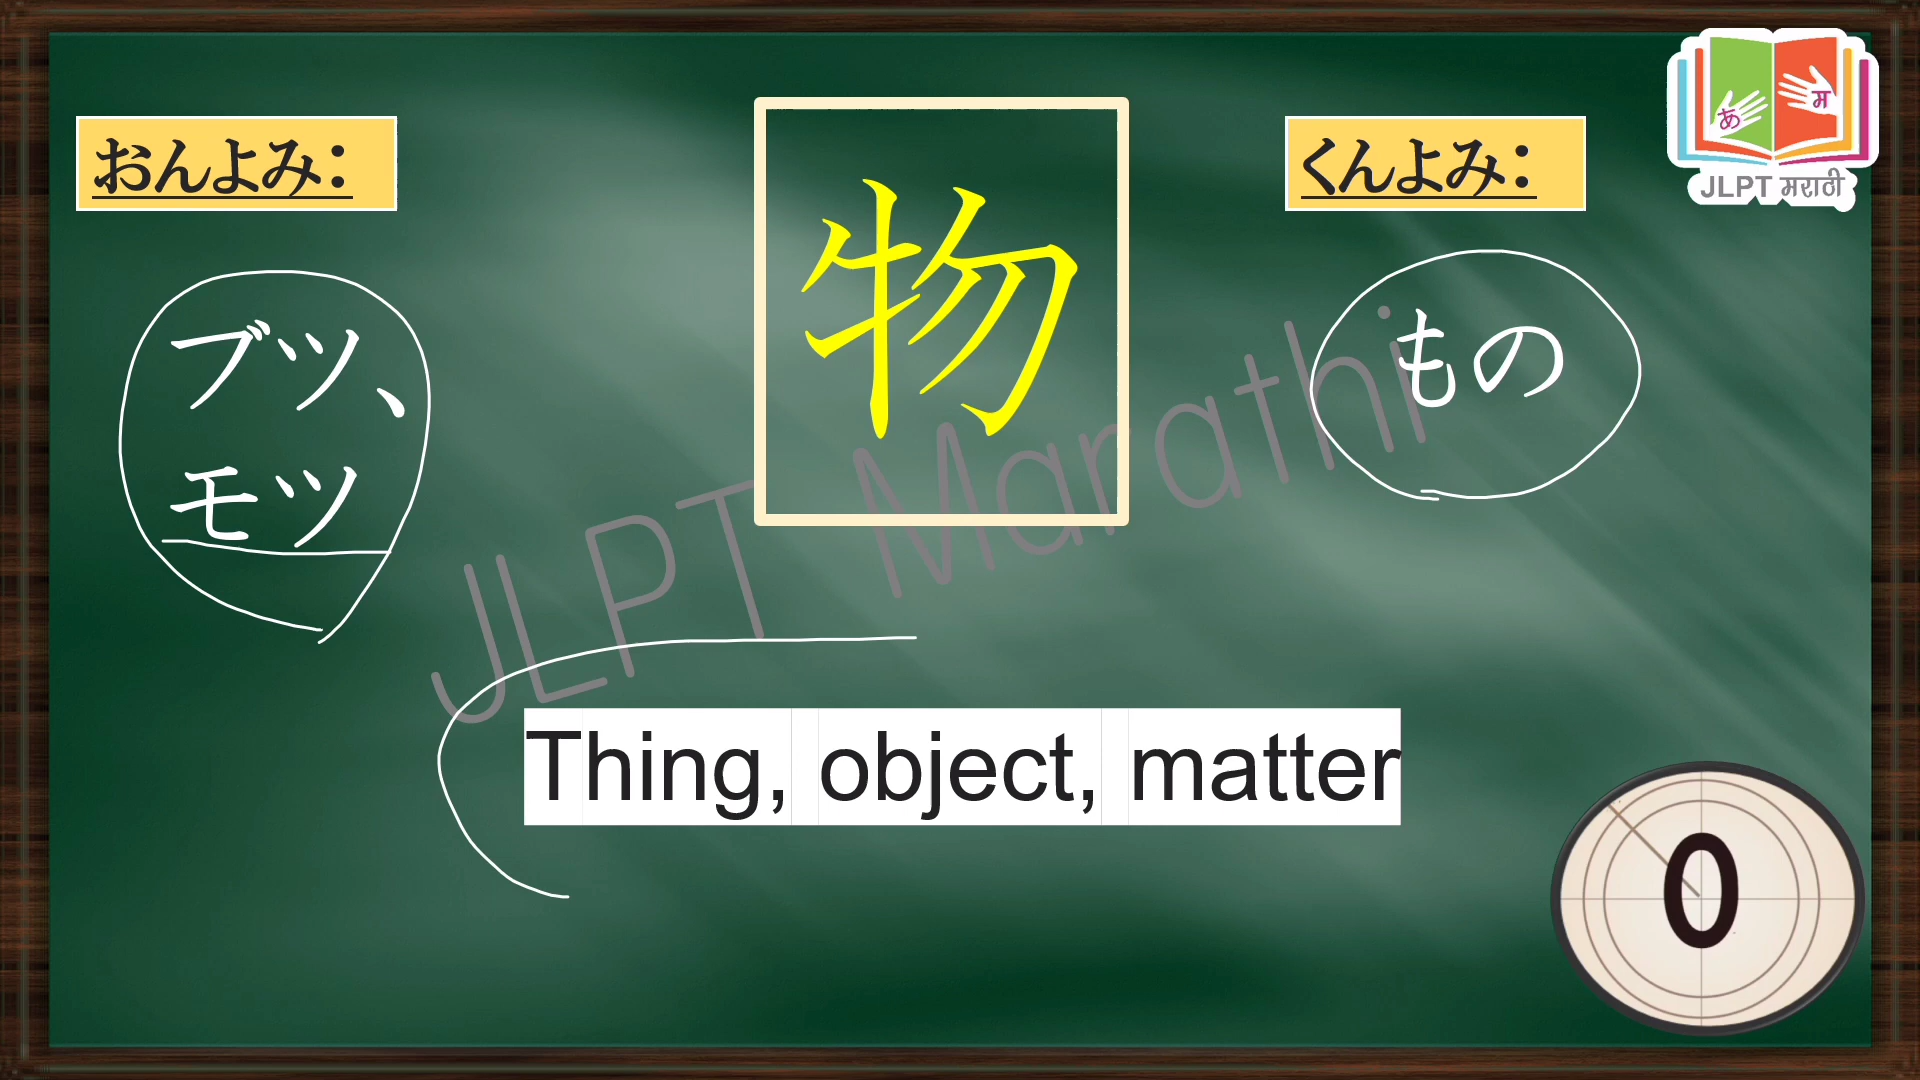 おんよみ：
物
くんよみ：
あ
म
JLPT मराठी
ブツ、
モツ
もの
JLPT Marathi
Thing, object, matter
0